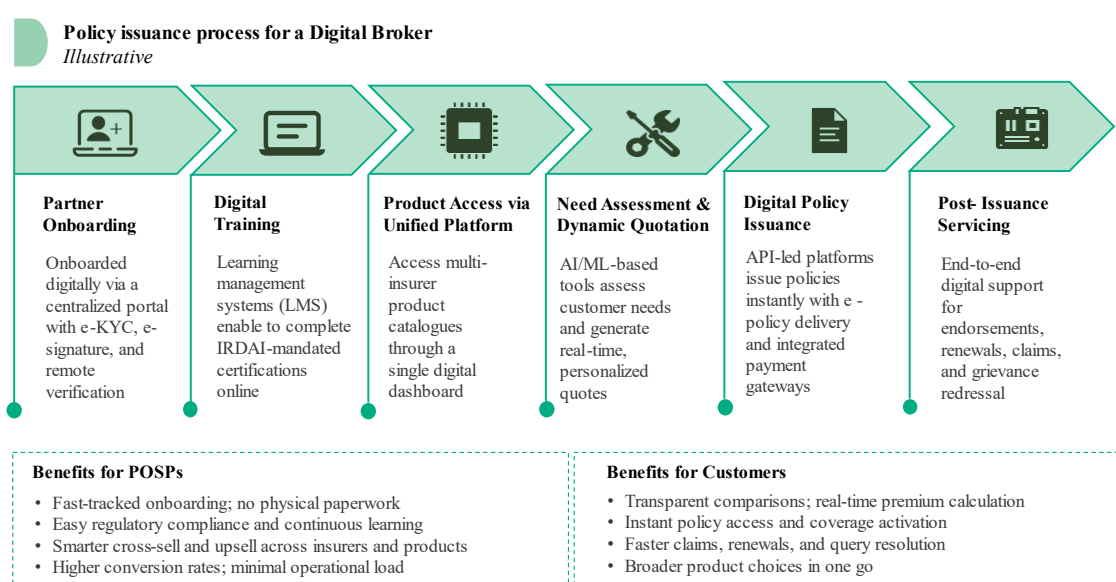 Policy issuance process for a Digital Broker
Illustrative
Partner
Onboarding
Onboarded
digitally via a
centralized portal
with e-KYC, e-
signature, and
remote
verification
Digital
Training
Learning
management
systems (LMS)
enable to complete
IRDAI-mandated
certifications
online
Product Access via
Unified Platform
Access multi-
insurer
product
catalogues
through a
single digital
dashboard
Need Assessment &
Dynamic Quotation
AI/ML-based
tools assess
customer needs
and generate
real-time,
personalized
quotes
Digital Policy
Issuance
API-led platforms
issue policies
instantly with e -
policy delivery
and integrated
payment
gateways
Post- Issuance
Servicing
End-to-end
digital support
for
endorsements,
renewals, claims,
and grievance
redressal
Benefits for POSPs
• Fast-tracked onboarding; no physical paperwork
• Easy regulatory compliance and continuous learning
• Smarter cross-sell and upsell across insurers and products
• Higher conversion rates; minimal operational load
Benefits for Customers
• Transparent comparisons; real-time premium calculation
• Instant policy access and coverage activation
• Faster claims, renewals, and query resolution
• Broader product choices in one go